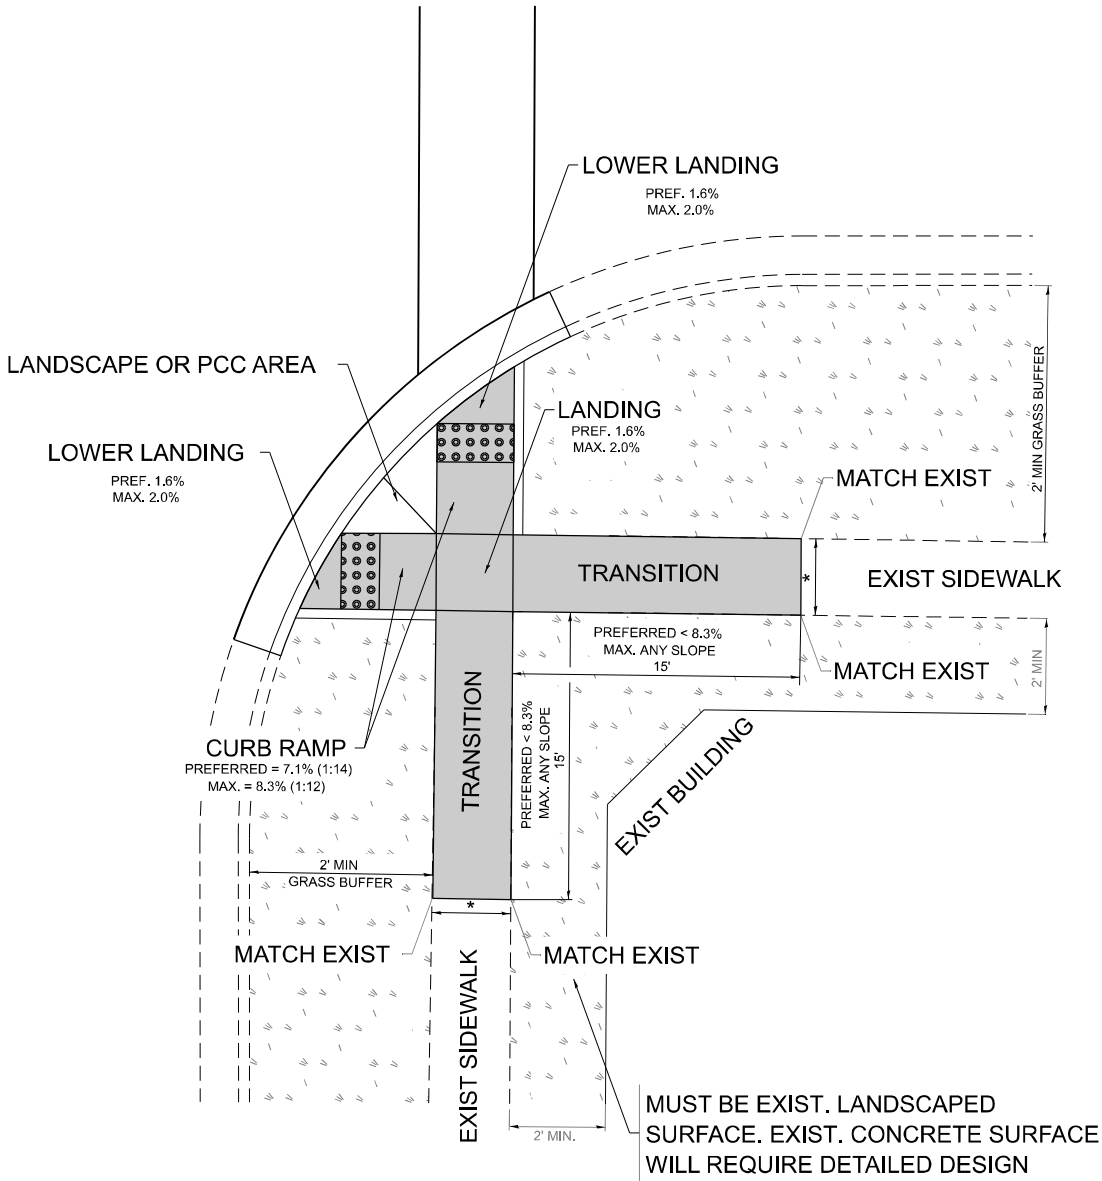 LOWER LANDING
PREF. 1.6%
MAX. 2.0%
LANDSCAPE OR PCC AREA
LANDING
PREF. 1.6%
MAX. 2.0%
2' MIN GRASS BUFFER
LOWER LANDING
PREF. 1.6%
MAX. 2.0%
MATCH EXIST
TRANSITION
*
EXIST SIDEWALK
PREFERRED < 8.3%
MAX. ANY SLOPE
15'
MATCH EXIST
2' MIN
TRANSITION
PREFERRED < 8.3%
MAX. ANY SLOPE
15'
CURB RAMP
PREFERRED = 7.1% (1:14)
MAX. = 8.3% (1:12)
EXIST BUILDING
2' MIN
GRASS BUFFER
*
MATCH EXIST
MATCH EXIST
EXIST SIDEWALK
2' MIN.
MUST BE EXIST. LANDSCAPED
SURFACE. EXIST. CONCRETE SURFACE
WILL REQUIRE DETAILED DESIGN